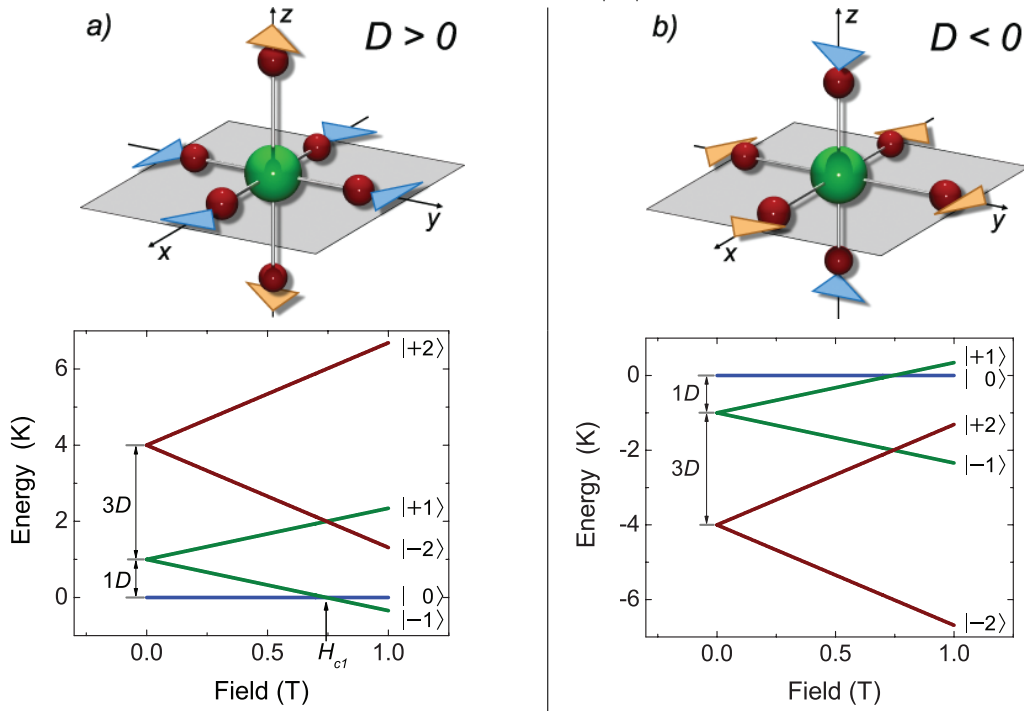 a)
D > 0
z
y
x
Energy (K)
6
4
2
0
3D
1D
|+2⟩
|+1⟩
|−2⟩
| 0⟩
|−1⟩
H_{c1}
0.0
0.5
1.0
Field (T)
b)
D < 0
z
y
x
Energy (K)
0
-2
-4
-6
1D
3D
|+1⟩
| 0⟩
|+2⟩
|−1⟩
|−2⟩
0.0
0.5
1.0
Field (T)